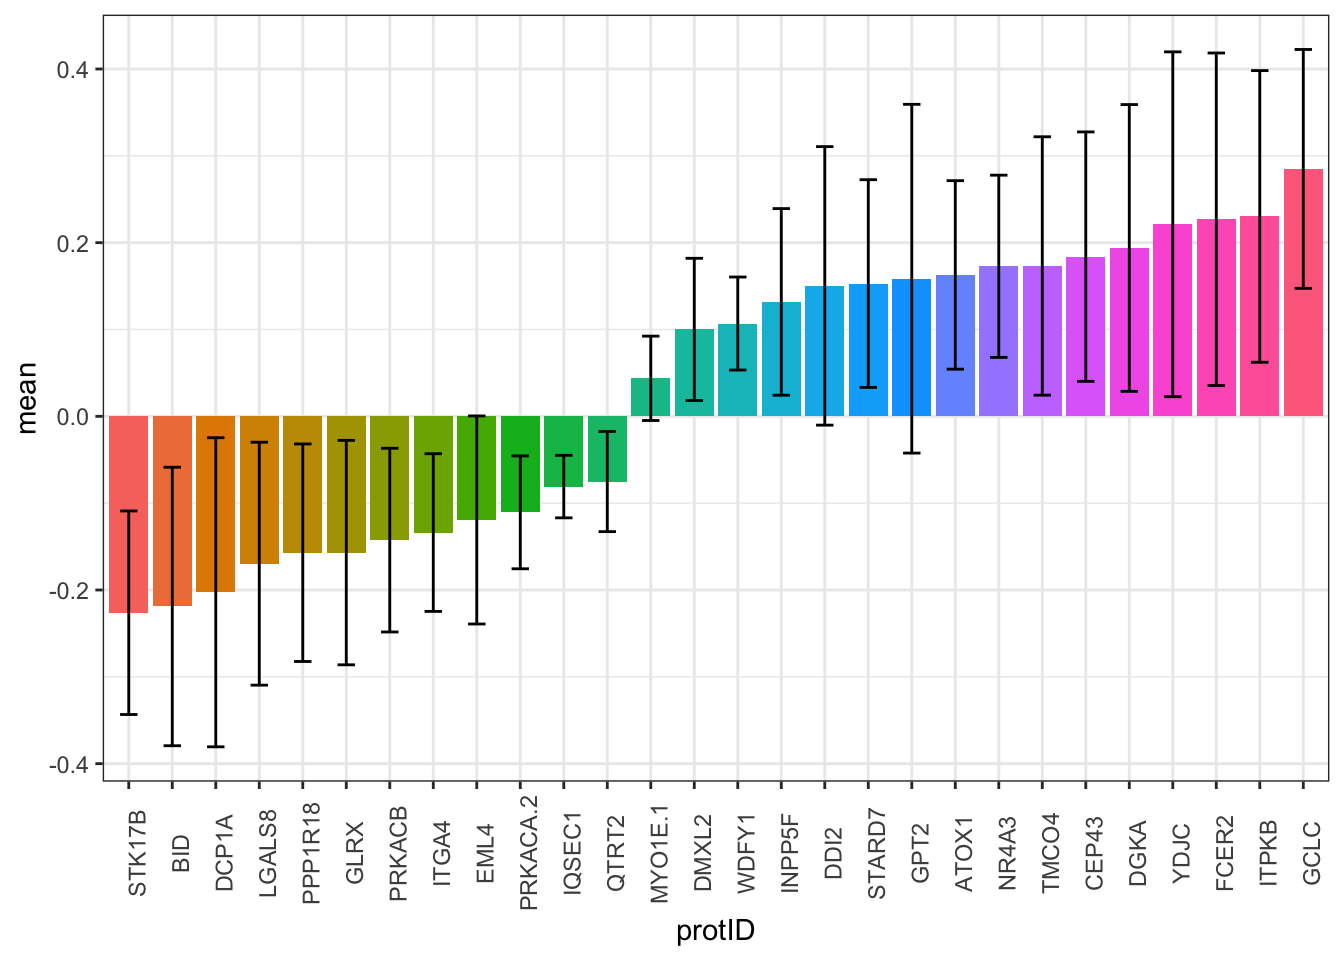 mean
0.4
0.2
0.0
-0.2
-0.4
STK17B
BID
DCP1A
LGALS8
PPP1R18
GLRX
PRKACB
ITGA4
EML4
PRKACA.2
IQSEC1
QTRT2
MYO1E.1
DMXL2
WDFY1
INPP5F
DDI2
STARD7
GPT2
ATOX1
NR4A3
TMCO4
CEP43
DGKA
YDJC
FCER2
ITPKB
GCLC
protID